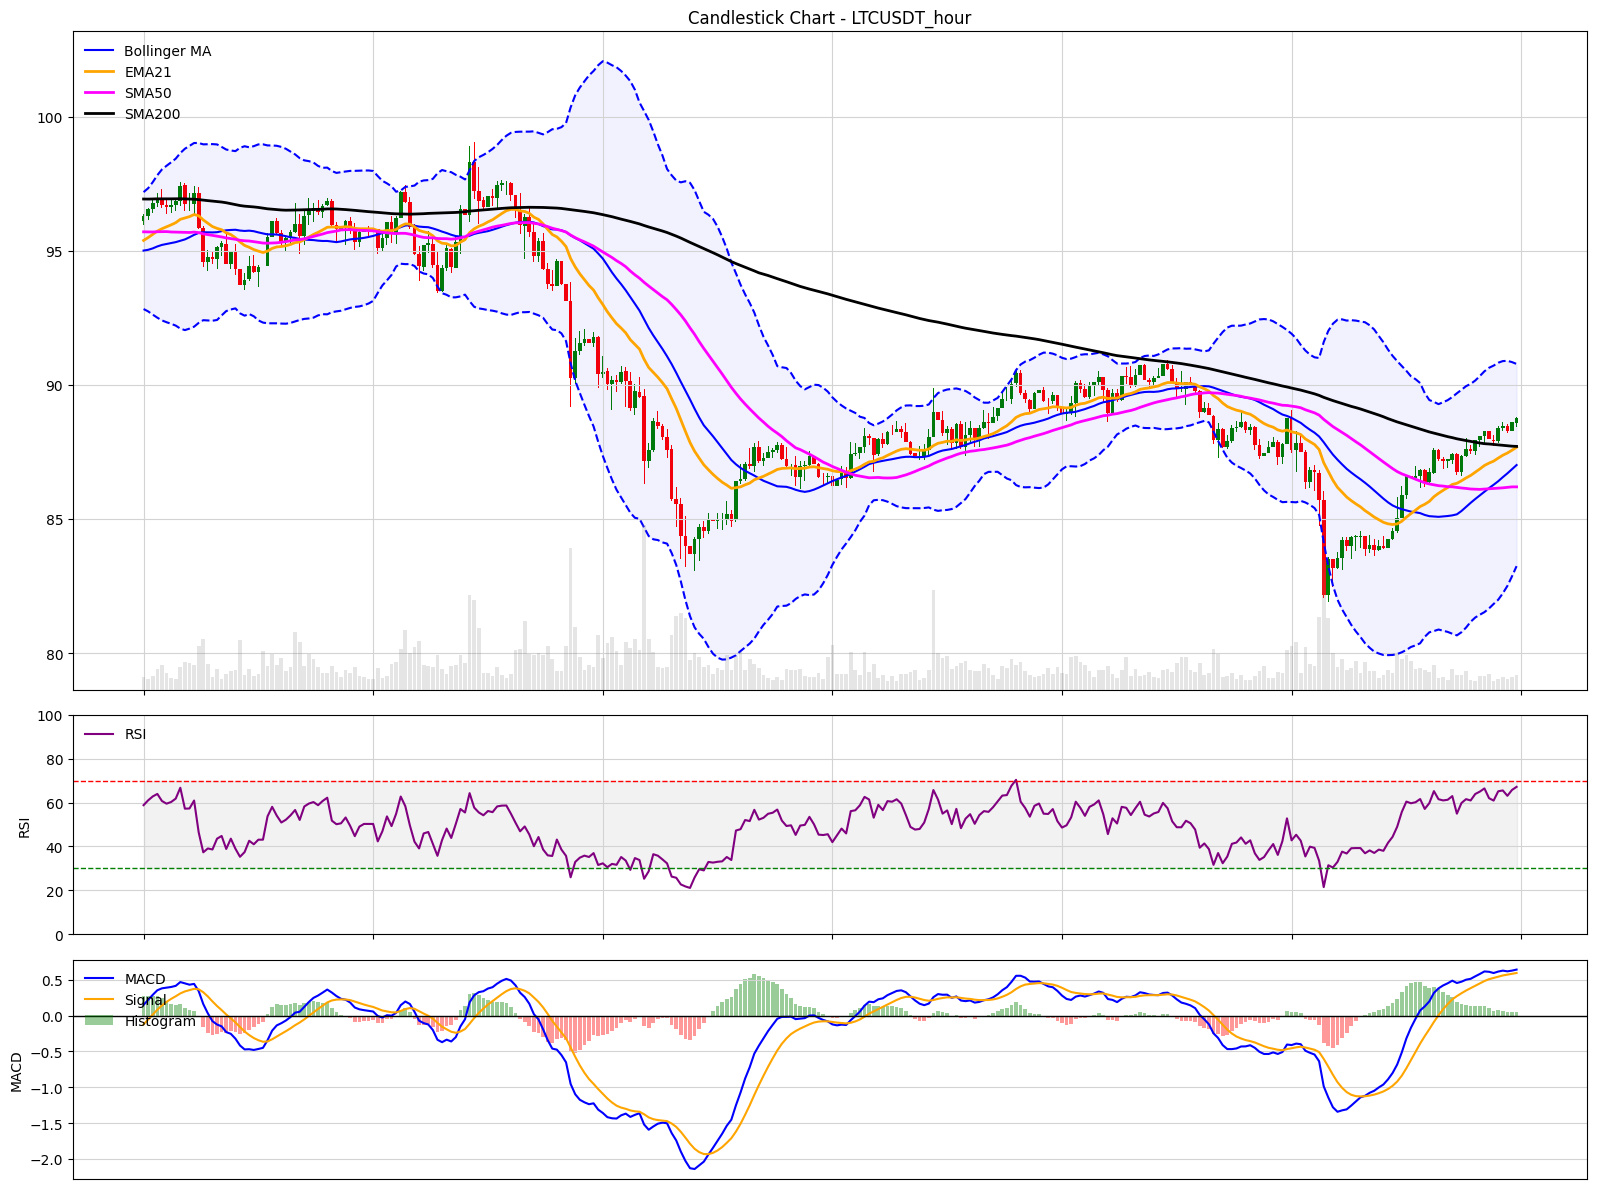 Candlestick Chart - LTCUSDT_hour
Bollinger MA
EMA21
SMA50
SMA200
100
95
90
85
80
RSI
100
80
60
40
20
0
RSI
MACD
Signal
Histogram
0.5
0.0
−0.5
−1.0
−1.5
−2.0
MACD